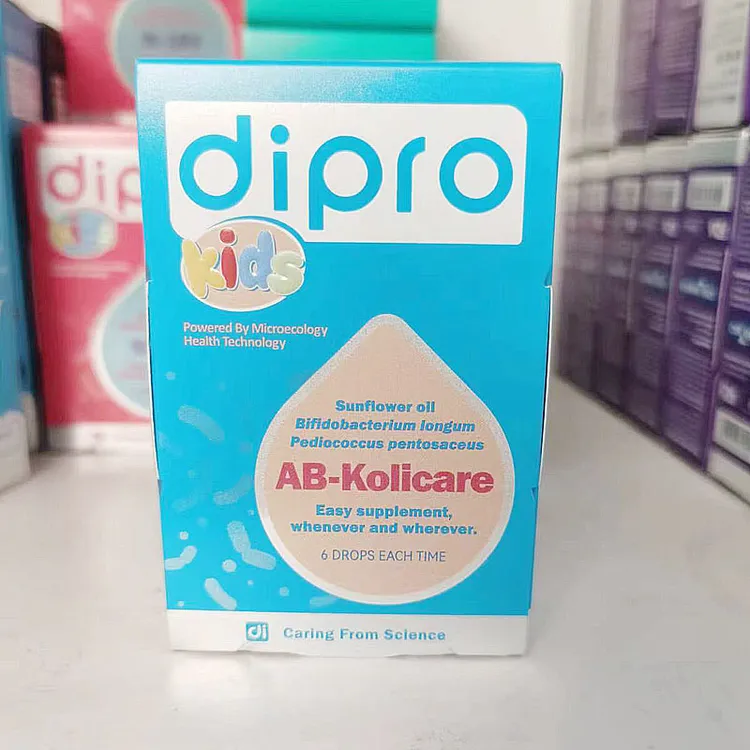 dipro
kids
Powered By Microecology
Health Technology
Sunflower oil
Bifidobacterium longum
Pediococcus pentosaceus
AB-Kolicare
Easy supplement,
whenever and wherever.
6 DROPS EACH TIME
di Caring From Science
dip